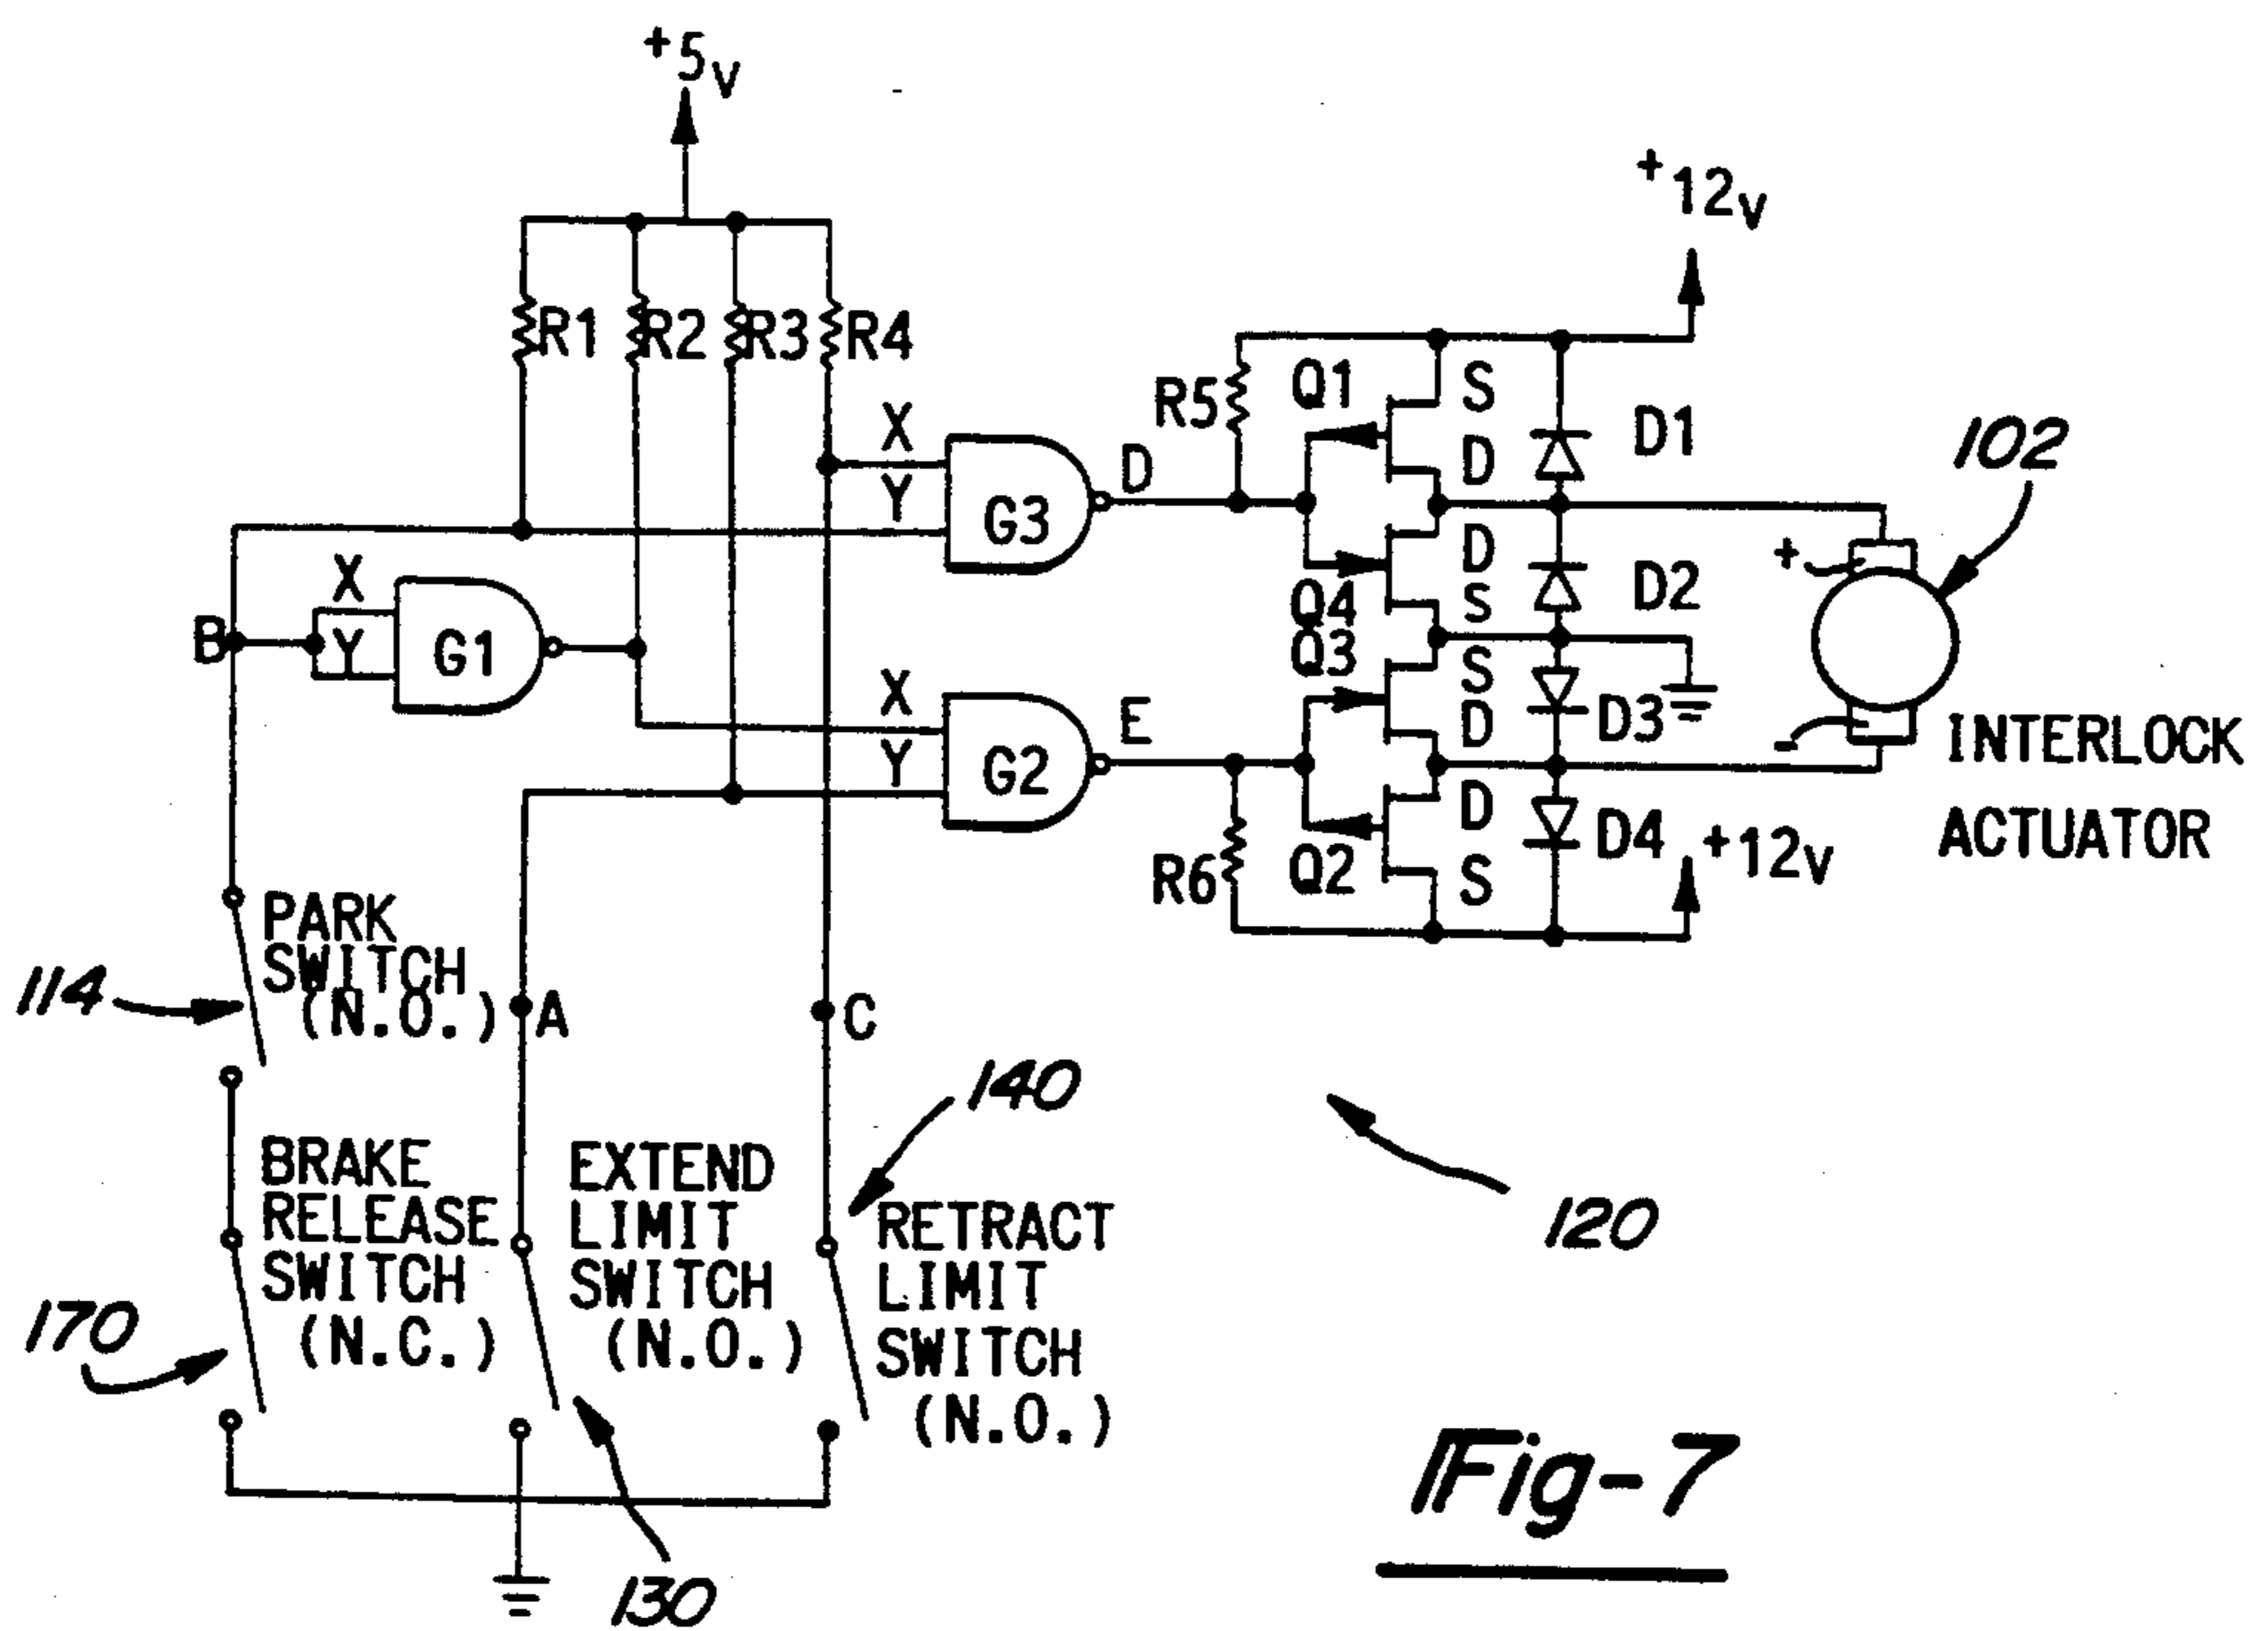 +5v
+12v
R1
R2
R3
R4
X
Y
G3
D
R5
Q1
S
D
D1
102
+
D
S
D2
Q4
Q3
B
X
Y
G1
X
Y
G2
E
S
D
D3
-
INTERLOCK
ACTUATOR
R6
Q2
D
S
D4
+12v
114
PARK
SWITCH
(N.O.)
A
C
140
120
BRAKE
RELEASE
SWITCH
(N.C.)
170
EXTEND
LIMIT
SWITCH
(N.O.)
130
RETRACT
LIMIT
SWITCH
(N.O.)
Fig-7